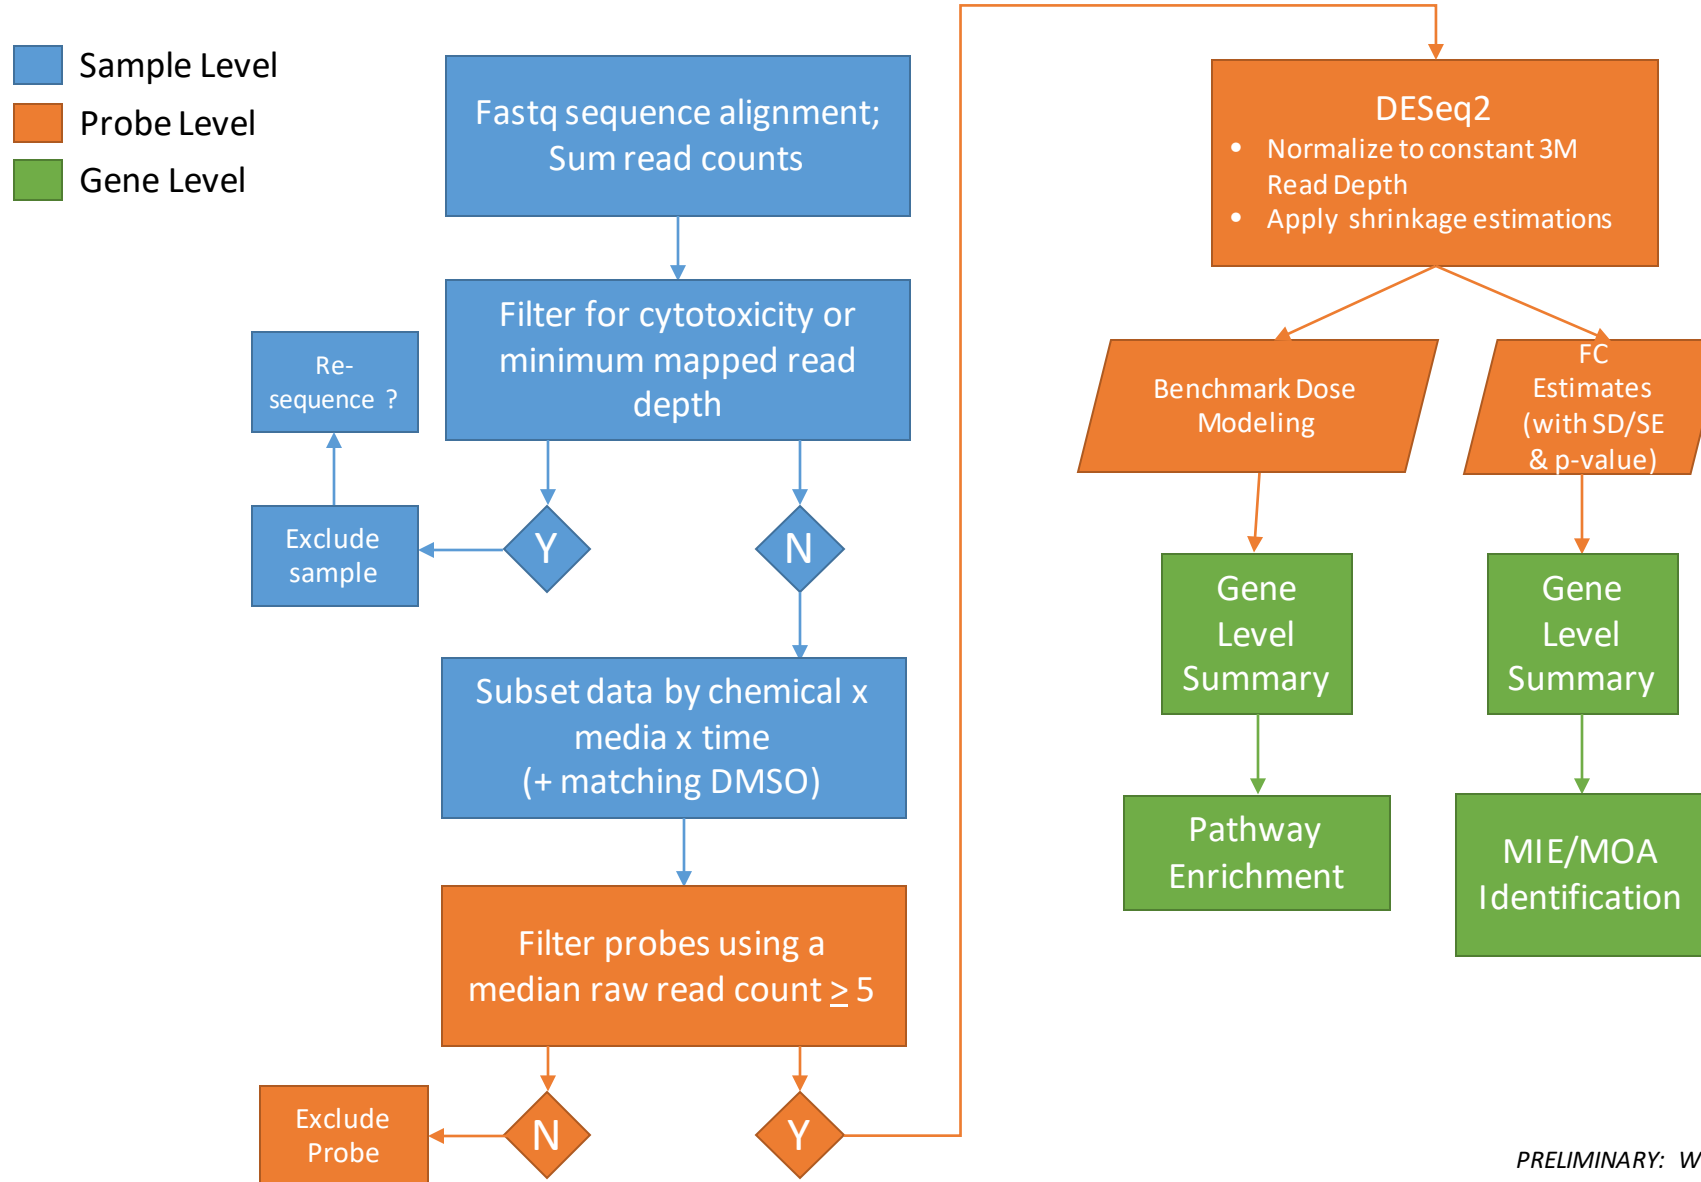 Sample Level
Probe Level
Gene Level
Fastq sequence alignment;
Sum read counts
Filter for cytotoxicity or
minimum mapped read
depth
Re-
sequence ?
Exclude
sample
Y
N
Subset data by chemical x
media x time
(+ matching DMSO)
Filter probes using a
median raw read count ≥ 5
Exclude
Probe
N
Y
DESeq2
• Normalize to constant 3M
Read Depth
• Apply shrinkage estimations
Benchmark Dose
Modeling
FC
Estimates
(with SD/SE
& p-value)
Gene
Level
Summary
Gene
Level
Summary
Pathway
Enrichment
MIE/MOA
Identification
PRELIMINARY: W